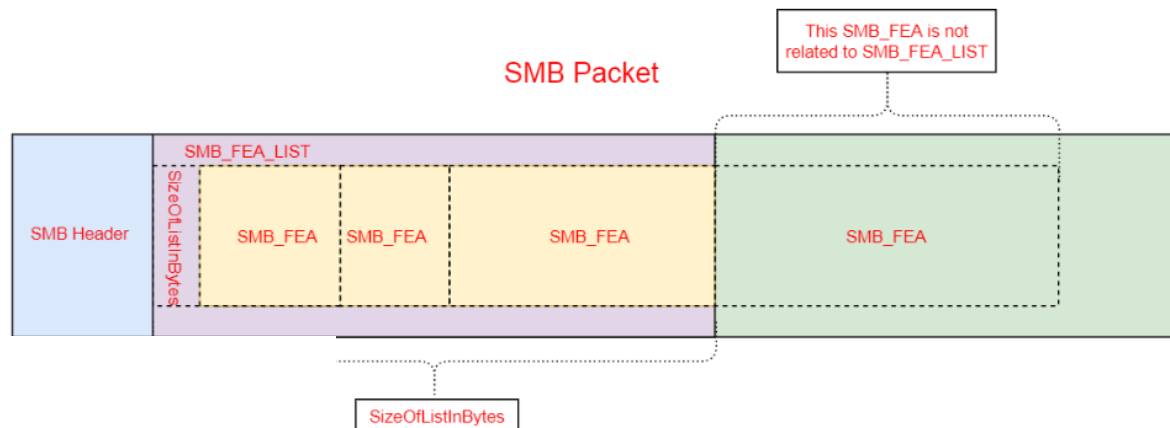 This SMB_FEA is not
related to SMB_FEA_LIST
SMB Packet
SMB_FEA_LIST
SMB Header
SizeOfListInBytes
SMB_FEA
SMB_FEA
SMB_FEA
SMB_FEA
SizeOfListInBytes